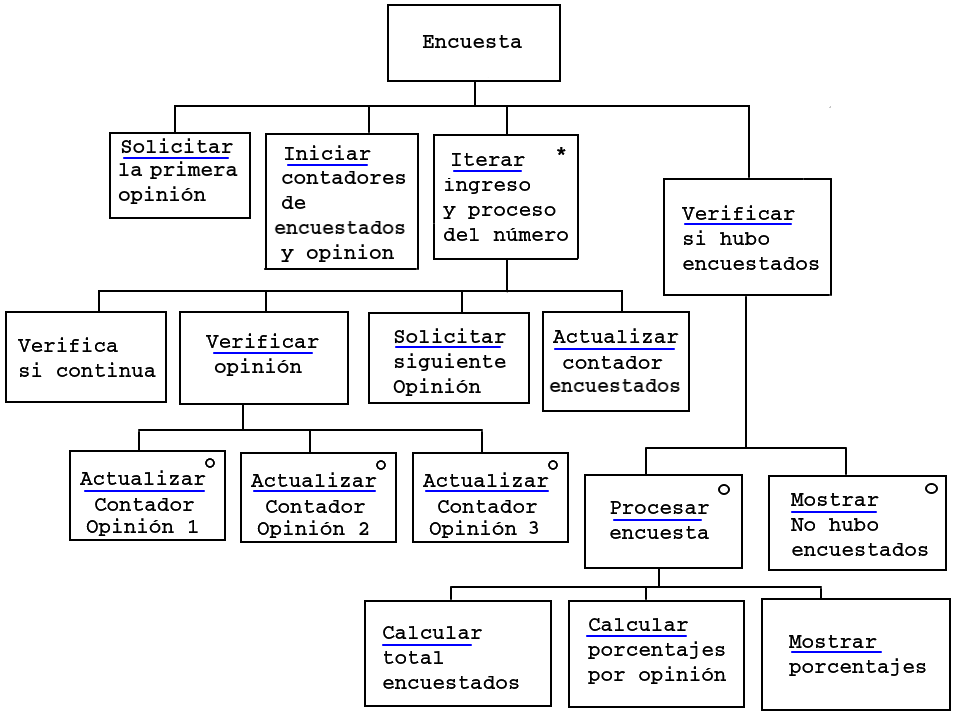 Encuesta
Solicitar
la primera
opinión
Iniciar
contadores
de
encuestados
y opinion
Iterar *
ingreso
y proceso
del número
Verificar
si hubo
encuestados
Verifica
si continua
Verificar
opinión
Solicitar
siguiente
Opinión
Actualizar
contador
encuestados
Actualizar
Contador
Opinión 1
Actualizar
Contador
Opinión 2
Actualizar
Contador
Opinión 3
Procesar
encuesta
Mostrar
No hubo
encuestados
Calcular
total
encuestados
Calcular
porcentajes
por opinión
Mostrar
porcentajes